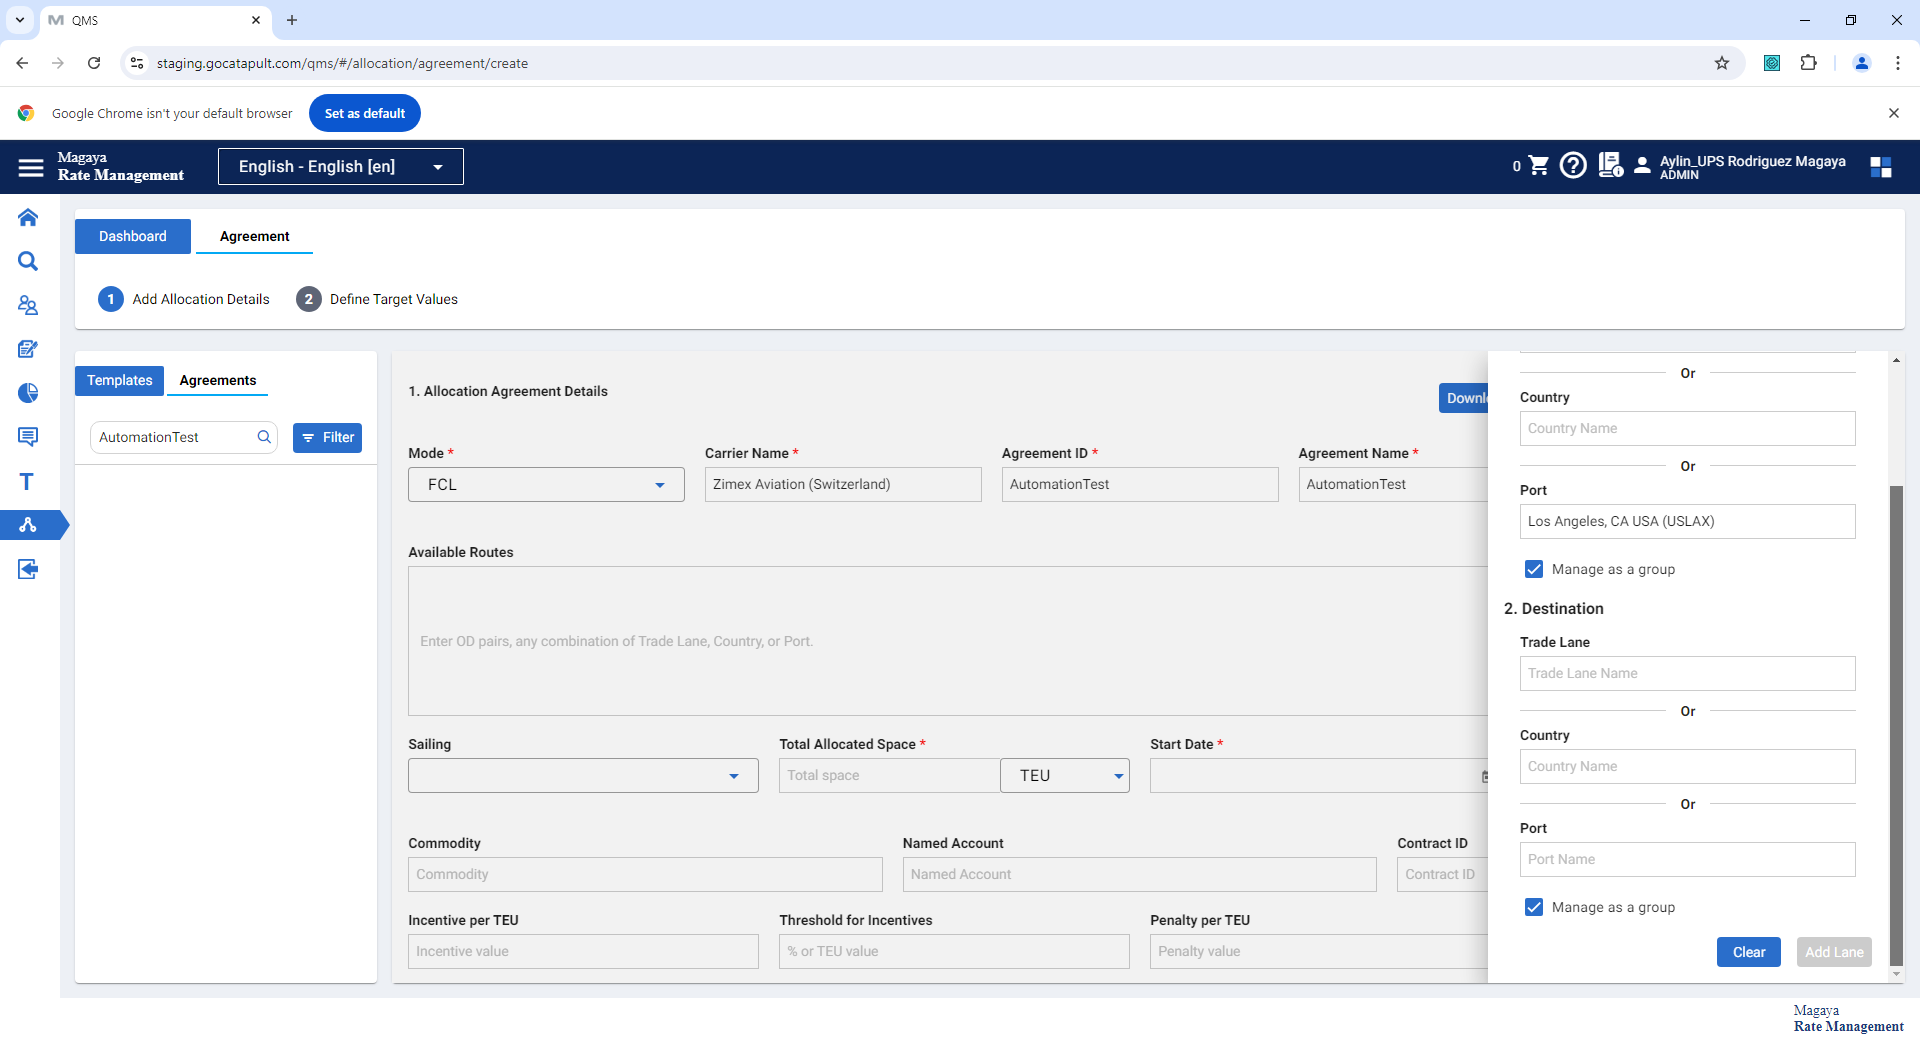 QMS
staging.gocatapult.com/qms/#/allocation/agreement/create
Google Chrome isn't your default browser
Set as default
Magaya
Rate Management
English - English [en]
0
Aylin_UPS Rodriguez Magaya
ADMIN
Dashboard
Agreement
1 Add Allocation Details
2 Define Target Values
Templates
Agreements
AutomationTest
Filter
1. Allocation Agreement Details
Downl
Mode *
FCL
Carrier Name *
Zimex Aviation (Switzerland)
Agreement ID *
AutomationTest
Agreement Name *
AutomationTest
Available Routes
Enter OD pairs, any combination of Trade Lane, Country, or Port.
Sailing
Total Allocated Space *
Total space
TEU
Start Date *
Commodity
Commodity
Named Account
Named Account
Contract ID
Contract ID
Incentive per TEU
Incentive value
Threshold for Incentives
% or TEU value
Penalty per TEU
Penalty value
Or
Country
Country Name
Or
Port
Los Angeles, CA USA (USLAX)
Manage as a group
2. Destination
Trade Lane
Trade Lane Name
Or
Country
Country Name
Or
Port
Port Name
Manage as a group
Clear
Add Lane
Magaya
Rate Management